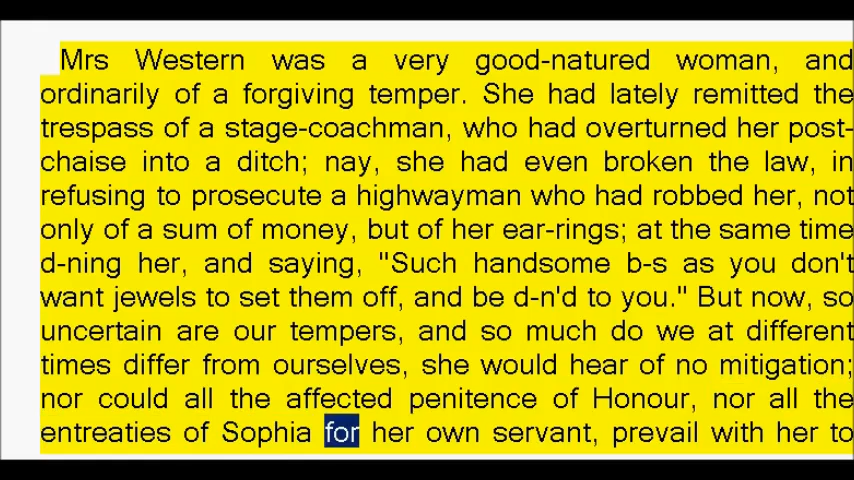 Mrs Western was a very good-natured woman, and
ordinarily of a forgiving temper. She had lately remitted the
trespass of a stage-coachman, who had overturned her post-
chaise into a ditch; nay, she had even broken the law, in
refusing to prosecute a highwayman who had robbed her, not
only of a sum of money, but of her ear-rings; at the same time
d-ning her, and saying, "Such handsome b-s as you don't
want jewels to set them off, and be d-n'd to you." But now, so
uncertain are our tempers, and so much do we at different
times differ from ourselves, she would hear of no mitigation;
nor could all the affected penitence of Honour, nor all the
entreaties of Sophia for her own servant, prevail with her to